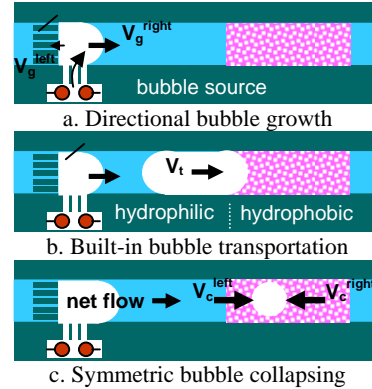 V_g^right
V_g^left
bubble source
a. Directional bubble growth
V_t
hydrophilic hydrophobic
b. Built-in bubble transportation
net flow V_c^left V_c^right
c. Symmetric bubble collapsing